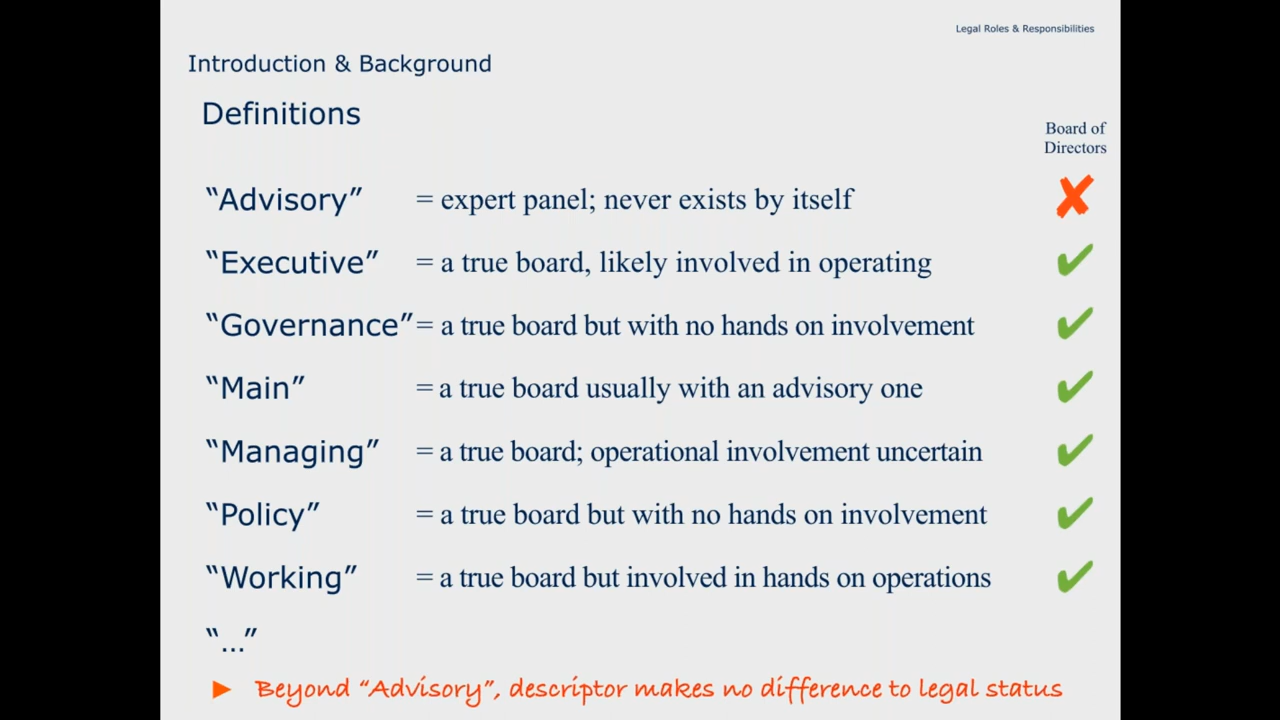 Legal Roles & Responsibilities
Introduction & Background
Definitions
Board of
Directors
“Advisory” = expert panel; never exists by itself ✘
“Executive” = a true board, likely involved in operating ✔
“Governance” = a true board but with no hands on involvement ✔
“Main” = a true board usually with an advisory one ✔
“Managing” = a true board; operational involvement uncertain ✔
“Policy” = a true board but with no hands on involvement ✔
“Working” = a true board but involved in hands on operations ✔
“...”
► Beyond “Advisory”, descriptor makes no difference to legal status